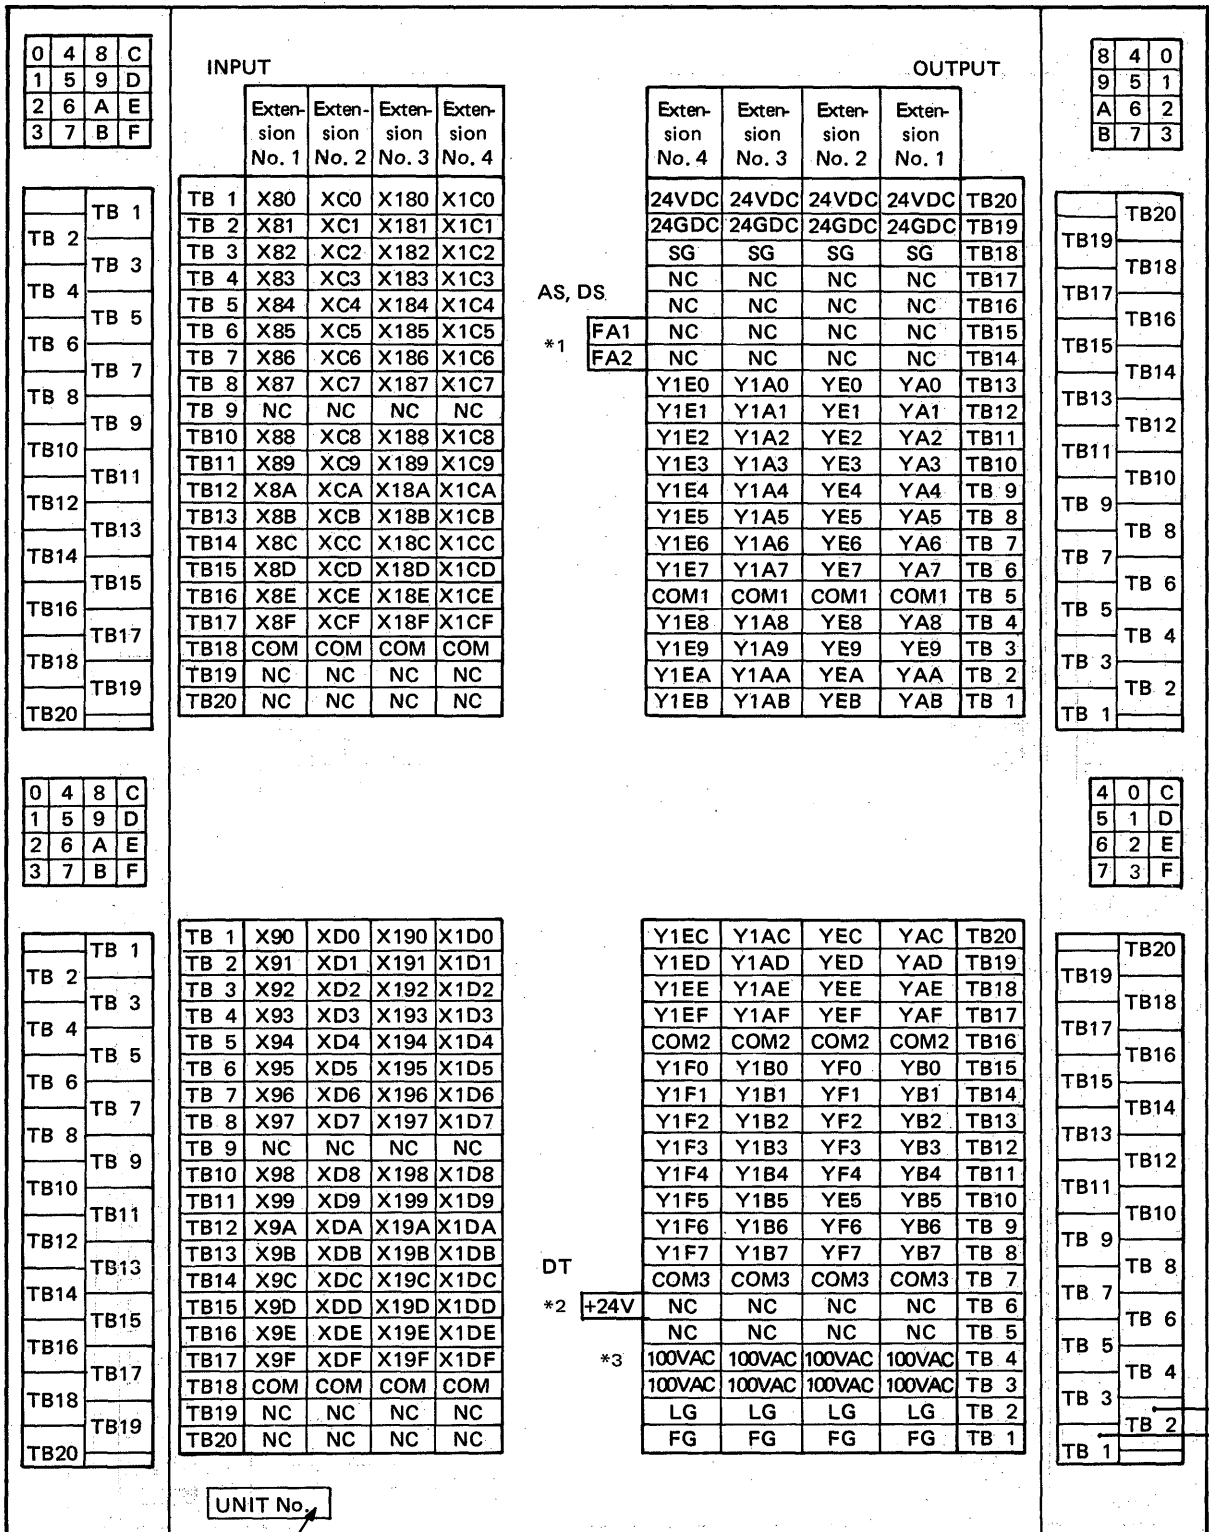 0 4 8 C
1 5 9 D
2 6 A E
3 7 B F
INPUT
OUTPUT
8 4 0
9 5 1
A 6 2
B 7 3
Exten-sion No. 1 Exten-sion No. 2 Exten-sion No. 3 Exten-sion No. 4
Exten-sion No. 4 Exten-sion No. 3 Exten-sion No. 2 Exten-sion No. 1
TB 1
TB 2
TB 3
TB 4
TB 5
TB 6
TB 7
TB 8
TB 9
TB10
TB11
TB12
TB13
TB14
TB15
TB16
TB17
TB18
TB19
TB20
TB 1 X80 XC0 X180 X1C0
TB 2 X81 XC1 X181 X1C1
TB 3 X82 XC2 X182 X1C2
TB 4 X83 XC3 X183 X1C3
TB 5 X84 XC4 X184 X1C4
TB 6 X85 XC5 X185 X1C5
TB 7 X86 XC6 X186 X1C6
TB 8 X87 XC7 X187 X1C7
TB 9 NC NC NC NC
TB10 X88 XC8 X188 X1C8
TB11 X89 XC9 X189 X1C9
TB12 X8A XCA X18A X1CA
TB13 X8B XCB X18B X1CB
TB14 X8C XCC X18C X1CC
TB15 X8D XCD X18D X1CD
TB16 X8E XCE X18E X1CE
TB17 X8F XCF X18F X1CF
TB18 COM COM COM COM
TB19 NC NC NC NC
TB20 NC NC NC NC
AS, DS
*1
FA1
FA2
24VDC 24VDC 24VDC 24VDC TB20
24GDC 24GDC 24GDC 24GDC TB19
SG SG SG SG TB18
NC NC NC NC TB17
NC NC NC NC TB16
NC NC NC NC TB15
NC NC NC NC TB14
Y1E0 Y1A0 YE0 YA0 TB13
Y1E1 Y1A1 YE1 YA1 TB12
Y1E2 Y1A2 YE2 YA2 TB11
Y1E3 Y1A3 YE3 YA3 TB10
Y1E4 Y1A4 YE4 YA4 TB 9
Y1E5 Y1A5 YE5 YA5 TB 8
Y1E6 Y1A6 YE6 YA6 TB 7
Y1E7 Y1A7 YE7 YA7 TB 6
COM1 COM1 COM1 COM1 TB 5
Y1E8 Y1A8 YE8 YA8 TB 4
Y1E9 Y1A9 YE9 YE9 TB 3
Y1EA Y1AA YEA YAA TB 2
Y1EB Y1AB YEB YAB TB 1
TB20
TB19
TB18
TB17
TB16
TB15
TB14
TB13
TB12
TB11
TB10
TB 9
TB 8
TB 7
TB 6
TB 5
TB 4
TB 3
TB 2
TB 1
0 4 8 C
1 5 9 D
2 6 A E
3 7 B F
4 0 C
5 1 D
6 2 E
7 3 F
TB 1
TB 2
TB 3
TB 4
TB 5
TB 6
TB 7
TB 8
TB 9
TB10
TB11
TB12
TB13
TB14
TB15
TB16
TB17
TB18
TB19
TB20
TB 1 X90 XD0 X190 X1D0
TB 2 X91 XD1 X191 X1D1
TB 3 X92 XD2 X192 X1D2
TB 4 X93 XD3 X193 X1D3
TB 5 X94 XD4 X194 X1D4
TB 6 X95 XD5 X195 X1D5
TB 7 X96 XD6 X196 X1D6
TB 8 X97 XD7 X197 X1D7
TB 9 NC NC NC NC
TB10 X98 XD8 X198 X1D8
TB11 X99 XD9 X199 X1D9
TB12 X9A XDA X19A X1DA
TB13 X9B XDB X19B X1DB
TB14 X9C XDC X19C X1DC
TB15 X9D XDD X19D X1DD
TB16 X9E XDE X19E X1DE
TB17 X9F XDF X19F X1DF
TB18 COM COM COM COM
TB19 NC NC NC NC
TB20 NC NC NC NC
DT
*2 +24V
*3
Y1EC Y1AC YEC YAC TB20
Y1ED Y1AD YED YAD TB19
Y1EE Y1AE YEE YAE TB18
Y1EF Y1AF YEF YAF TB17
COM2 COM2 COM2 COM2 TB16
Y1F0 Y1B0 YF0 YB0 TB15
Y1F1 Y1B1 YF1 YB1 TB14
Y1F2 Y1B2 YF2 YB2 TB13
Y1F3 Y1B3 YF3 YB3 TB12
Y1F4 Y1B4 YF4 YB4 TB11
Y1F5 Y1B5 YE5 YB5 TB10
Y1F6 Y1B6 YF6 YB6 TB 9
Y1F7 Y1B7 YF7 YB7 TB 8
COM3 COM3 COM3 COM3 TB 7
NC NC NC NC TB 6
NC NC NC NC TB 5
100VAC 100VAC 100VAC 100VAC TB 4
100VAC 100VAC 100VAC 100VAC TB 3
LG LG LG LG TB 2
FG FG FG FG TB 1
TB20
TB19
TB18
TB17
TB16
TB15
TB14
TB13
TB12
TB11
TB10
TB 9
TB 8
TB 7
TB 6
TB 5
TB 4
TB 3
TB 2
TB 1
UNIT No.